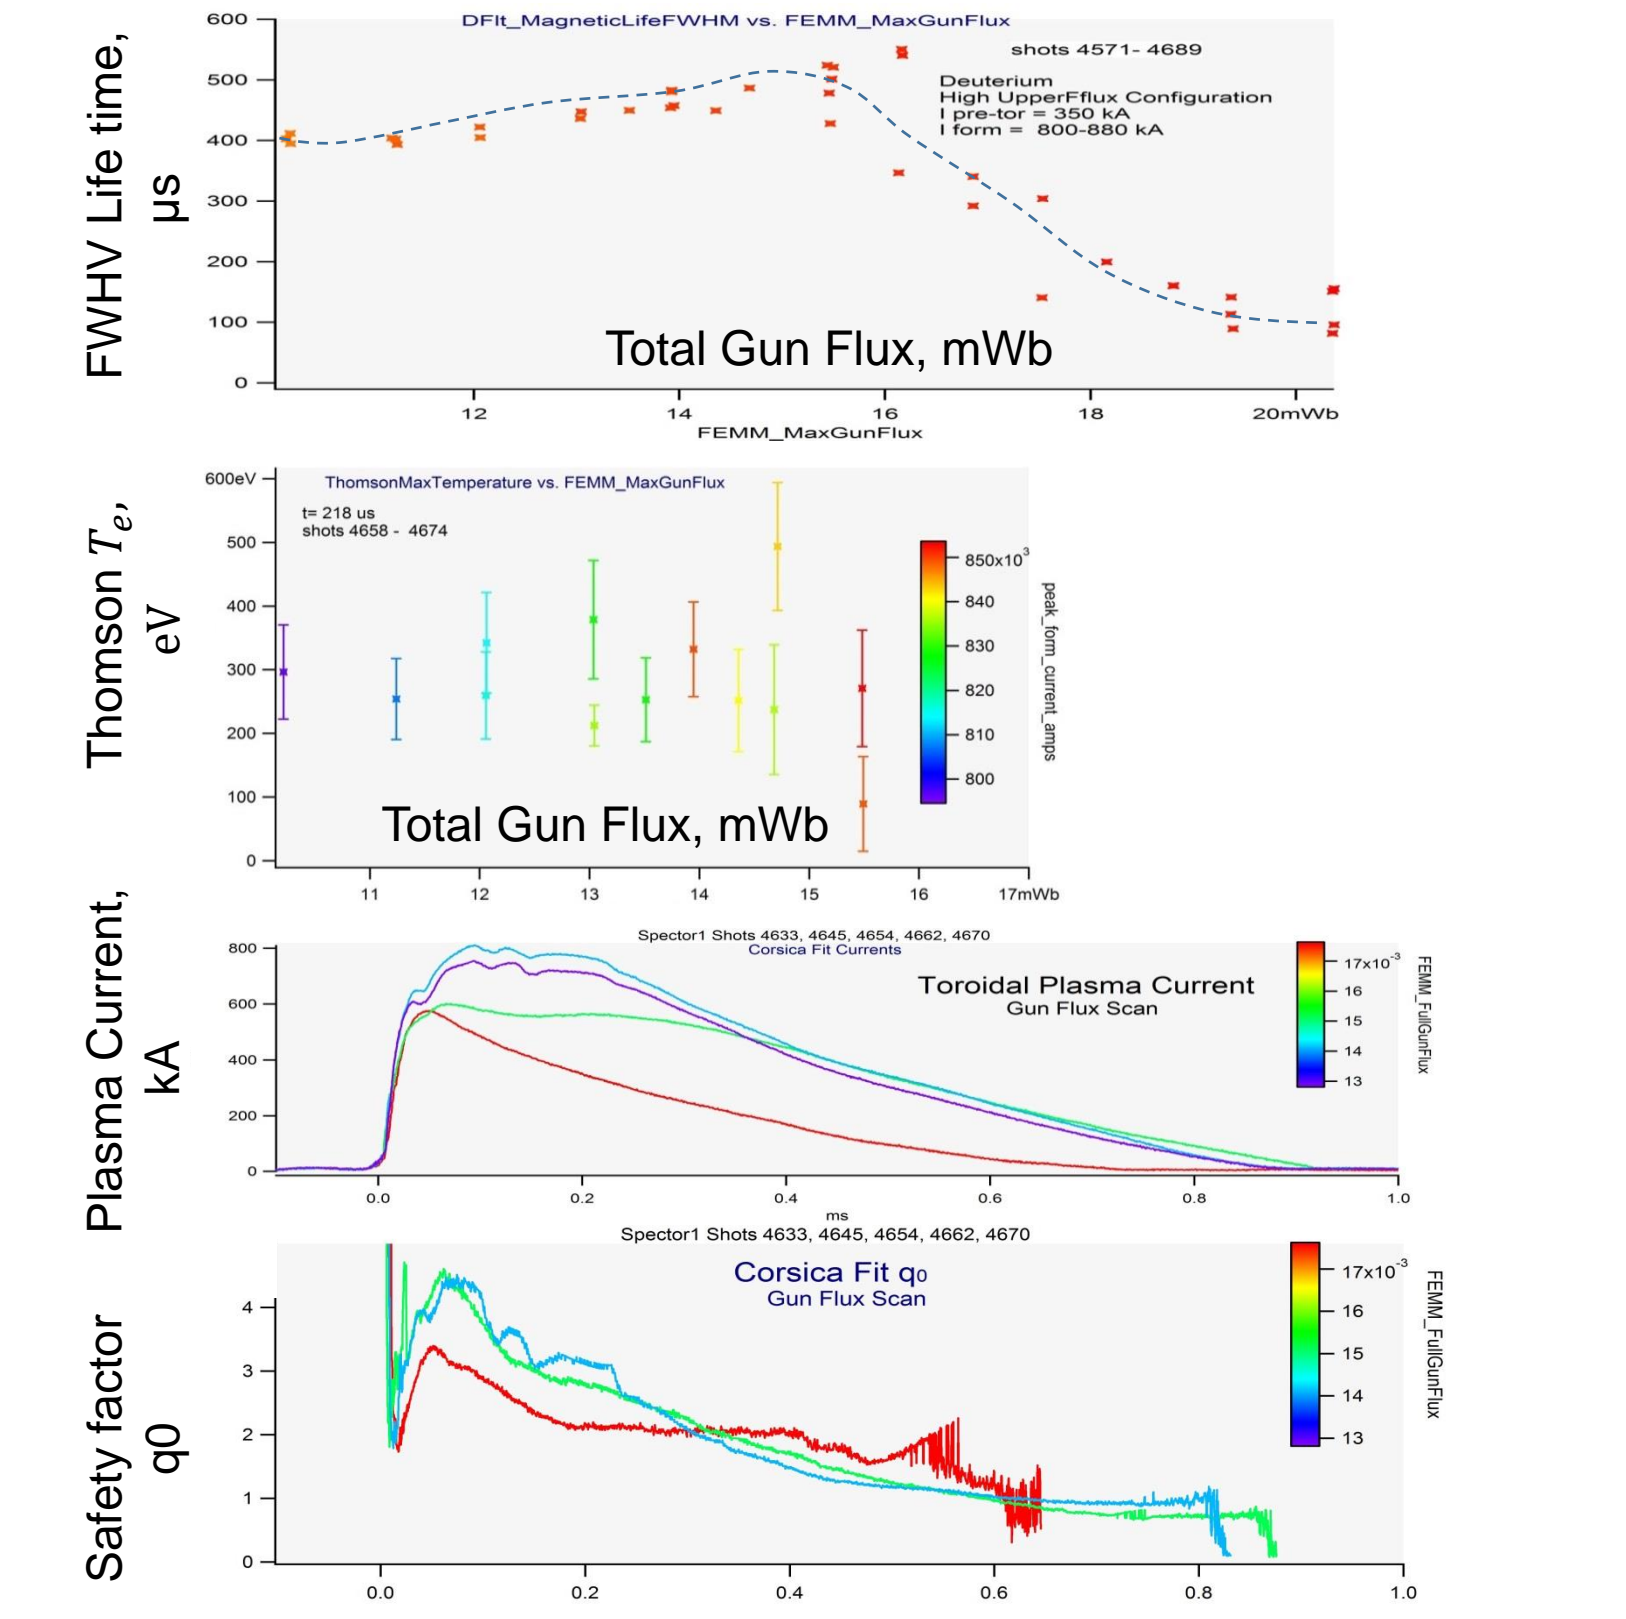 FWHV Life time,
μs
DFlt_MagneticLifeFWHM vs. FEMM_MaxGunFlux
shots 4571- 4689
Deuterium
High UpperFflux Configuration
I pre-tor = 350 kA
I form =  800-880 kA
600
500
400
300
200
100
0
Total Gun Flux, mWb
12
14
16
18
20mWb
FEMM_MaxGunFlux
Thomson Te,
eV
ThomsonMaxTemperature vs. FEMM_MaxGunFlux
t= 218 us
shots 4658 -  4674
600eV
500
400
300
200
100
0
Total Gun Flux, mWb
11
12
13
14
15
16
17mWb
850x10³
840
830
820
810
800
peak_form_current_amps
Plasma Current,
kA
Spector1 Shots 4633, 4645, 4654, 4662, 4670
Corsica Fit Currents
Toroidal Plasma Current
Gun Flux Scan
800
600
400
200
0
0.0
0.2
0.4
0.6
0.8
1.0
ms
17x10⁻³
16
15
14
13
FEMM_FullGunFlux
Safety factor
q0
Spector1 Shots 4633, 4645, 4654, 4662, 4670
Corsica Fit q₀
Gun Flux Scan
4
3
2
1
0
0.0
0.2
0.4
0.6
0.8
1.0
17x10⁻³
16
15
14
13
FEMM_FullGunFlux